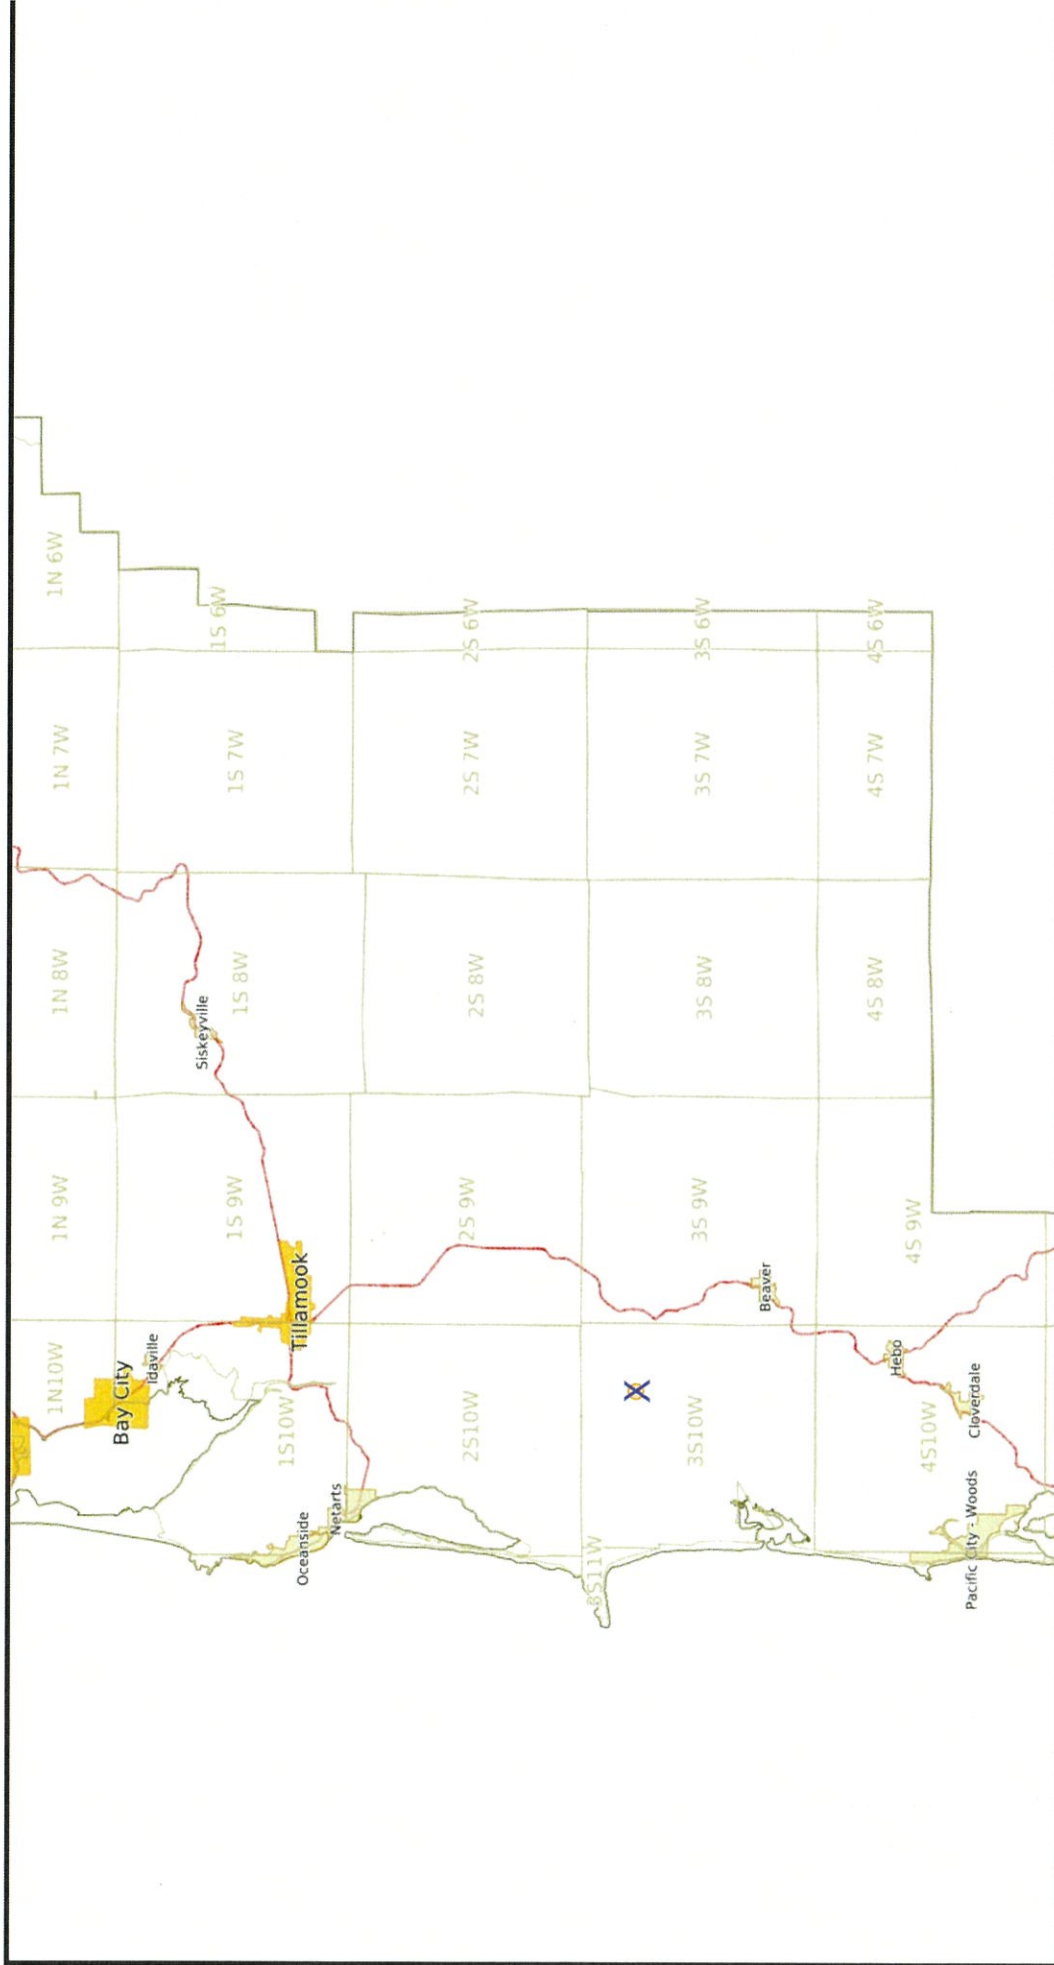 1N 6W
1N 7W
1N 8W
1N 9W
1N10W
Bay City
Idaville
1S 6W
1S 7W
1S 8W
Siskeyville
1S 9W
Tillamook
1S10W
Oceanside
Netarts
2S 6W
2S 7W
2S 8W
2S 9W
2S10W
3S 6W
3S 7W
3S 8W
3S 9W
3S10W
X
Beaver
4S 6W
4S 7W
4S 8W
4S 9W
4S10W
Hebo
Cloverdale
Pacific City - Woods